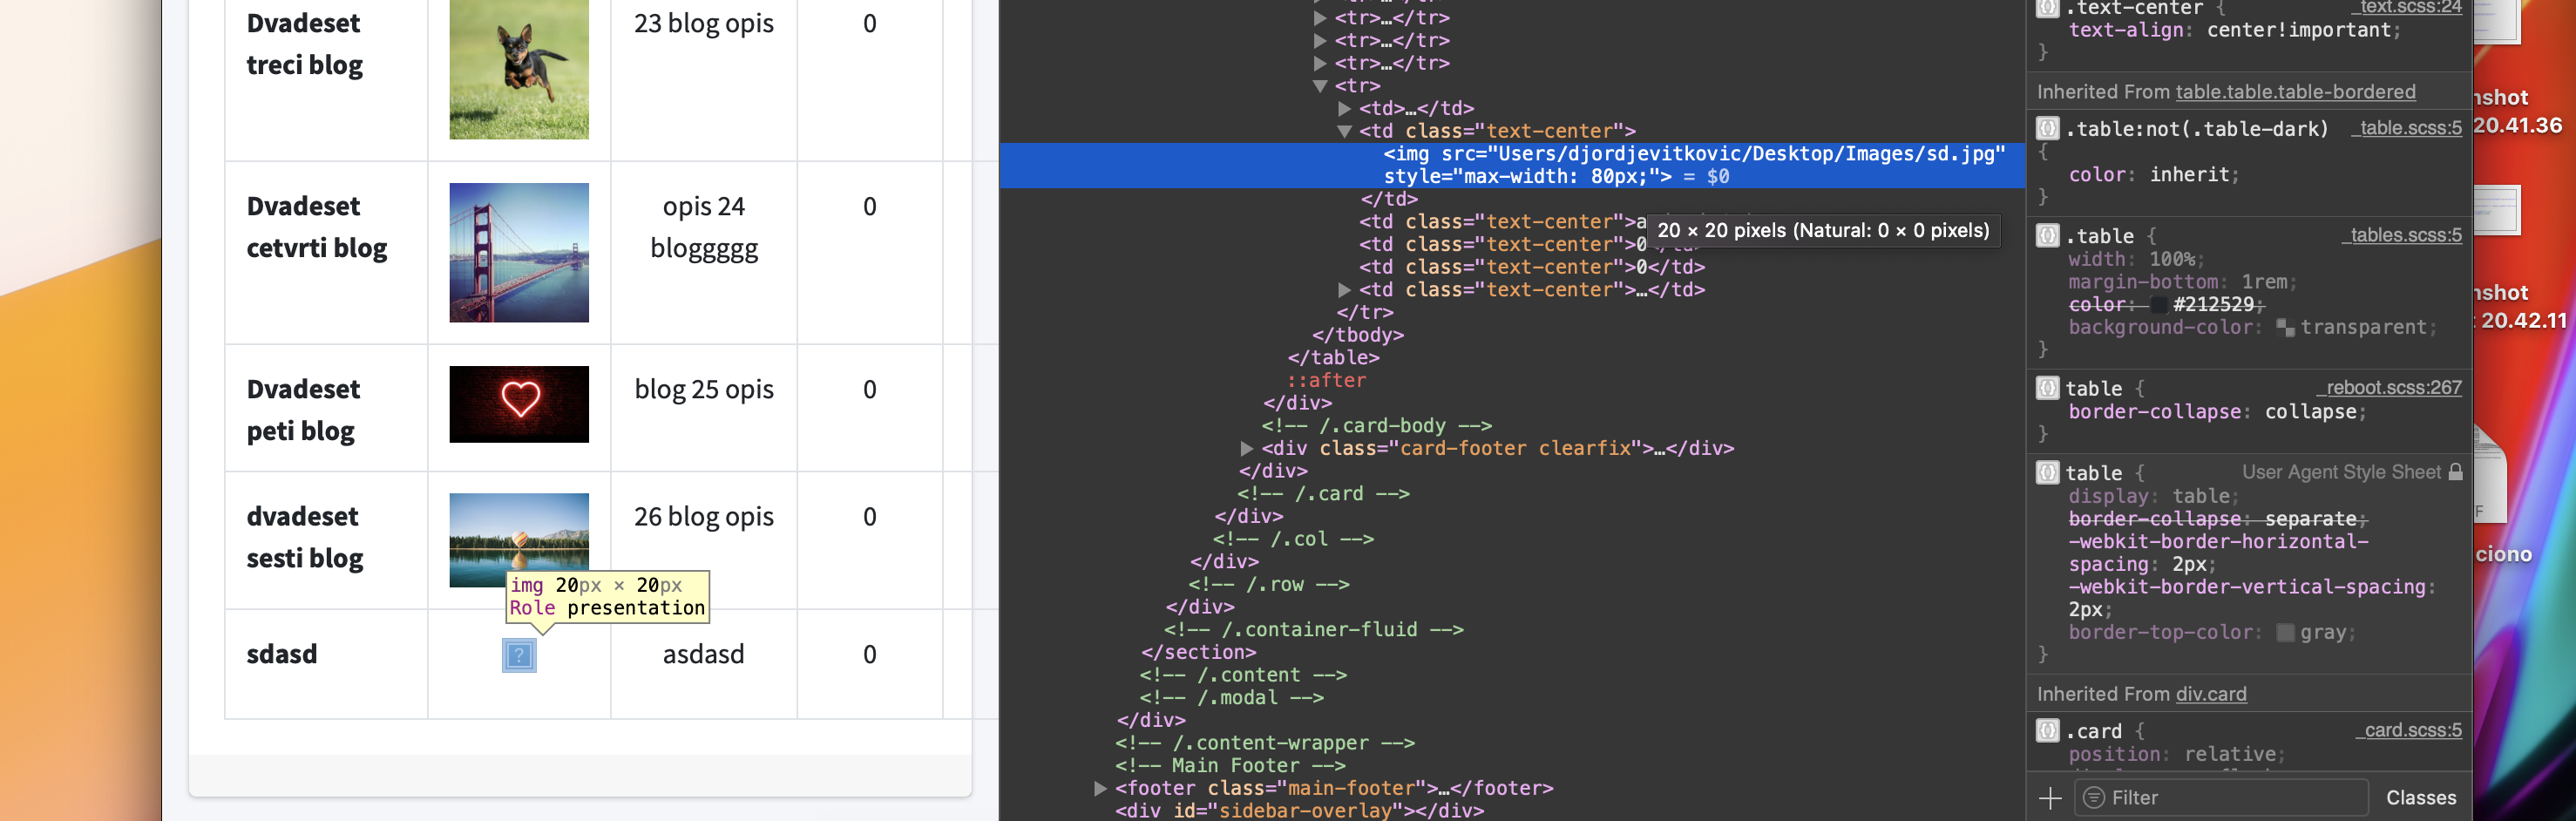 Dvadeset
treci blog
23 blog opis
0
Dvadeset
cetvrti blog
opis 24
bloggggg
0
Dvadeset
peti blog
blog 25 opis
0
dvadeset
sesti blog
26 blog opis
0
img 20px × 20px
Role presentation
sdasd
?
asdasd
0
<tr>…</tr>
<tr>…</tr>
<tr>…</tr>
<tr>
<td>…</td>
<td class="text-center">
<img src="Users/djordjevitkovic/Desktop/Images/sd.jpg"
style="max-width: 80px;"> = $0
</td>
<td class="text-center">a
20 × 20 pixels (Natural: 0 × 0 pixels)
<td class="text-center">0</td>
<td class="text-center">0</td>
<td class="text-center">…</td>
</tr>
</tbody>
</table>
::after
</div>
<!-- /.card-body -->
<div class="card-footer clearfix">…</div>
</div>
<!-- /.card -->
</div>
<!-- /.col -->
</div>
<!-- /.row -->
</div>
<!-- /.container-fluid -->
</section>
<!-- /.content -->
<!-- /.modal -->
</div>
<!-- /.content-wrapper -->
<!-- Main Footer -->
<footer class="main-footer">…</footer>
<div id="sidebar-overlay"></div>
.text-center { _text.scss:24
text-align: center!important;
}
Inherited From table.table.table-bordered
.table:not(.table-dark) _table.scss:5
{
color: inherit;
}
.table { _tables.scss:5
width: 100%;
margin-bottom: 1rem;
color: #212529;
background-color: transparent;
}
table { _reboot.scss:267
border-collapse: collapse;
}
table { User Agent Style Sheet
display: table;
border-collapse: separate;
-webkit-border-horizontal-
spacing: 2px;
-webkit-border-vertical-spacing:
2px;
border-top-color: gray;
}
Inherited From div.card
.card { _card.scss:5
position: relative;
Filter
Classes
nshot
20.41.36
nshot
20.42.11
F
ciono